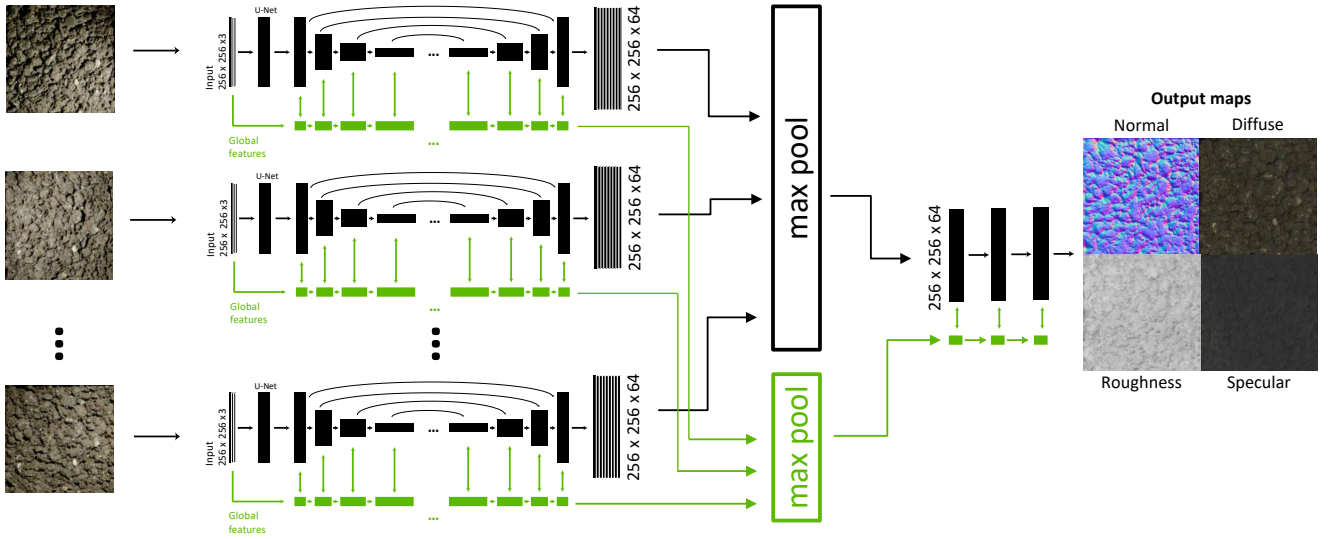 U-Net
Input
256 x 256 x3
Global
features
...
...
256 x 256 x 64
U-Net
Input
256 x 256 x3
Global
features
...
...
256 x 256 x 64
U-Net
Input
256 x 256 x3
Global
features
...
...
256 x 256 x 64
max pool
max pool
256 x 256 x 64
Output maps
Normal
Diffuse
Roughness
Specular